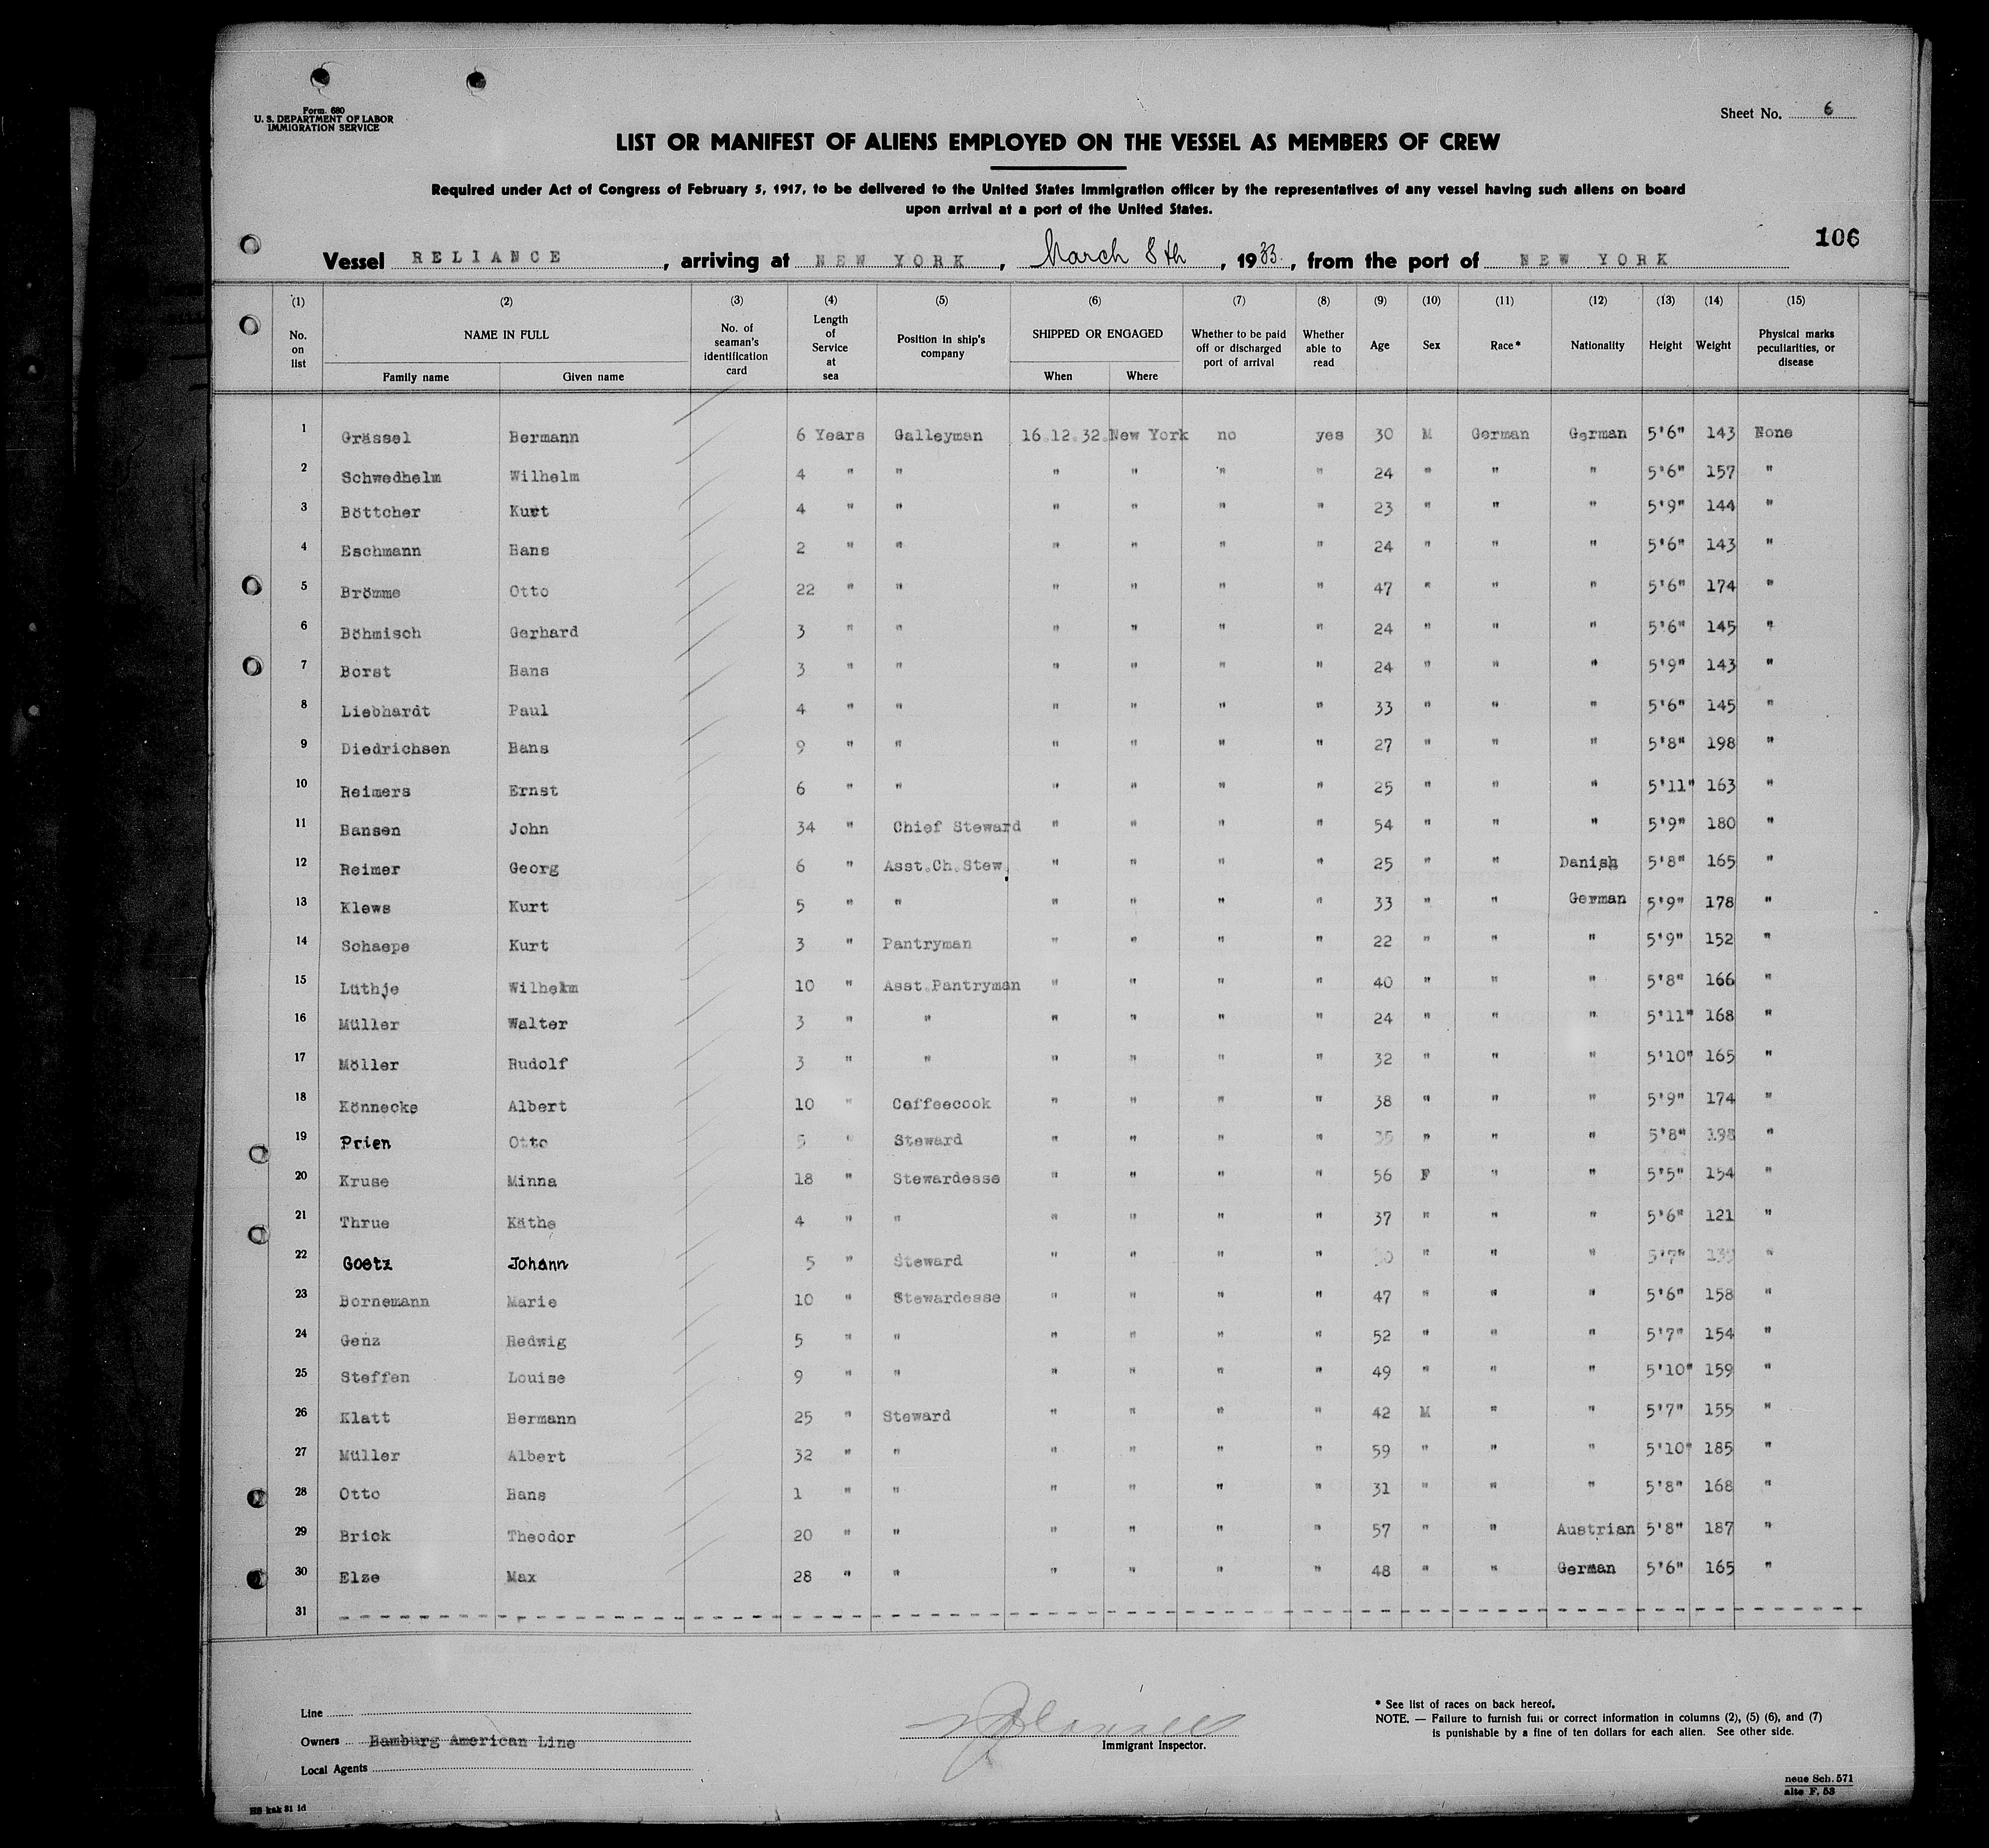 Form 680
U. S. DEPARTMENT OF LABOR
IMMIGRATION SERVICE
Sheet No. 6
LIST OR MANIFEST OF ALIENS EMPLOYED ON THE VESSEL AS MEMBERS OF CREW
Required under Act of Congress of February 5, 1917, to be delivered to the United States Immigration officer by the representatives of any vessel having such aliens on board
upon arrival at a port of the United States.
106
Vessel RELIANCE, arriving at NEW YORK, March 8th, 1933, from the port of NEW YORK
(1) (2) (3) (4) (5) (6) (7) (8) (9) (10) (11) (12) (13) (14) (15)
No. on list NAME IN FULL Family name Given name No. of seaman's identification card Length of Service at sea Position in ship's company SHIPPED OR ENGAGED When Where Whether to be paid off or discharged port of arrival Whether able to read Age Sex Race* Nationality Height Weight Physical marks peculiarities, or disease
1 Grässel Hermann 6 Years Galleyman 16.12.32. New York no yes 30 M German German 5'6" 143 None
2 Schwedhelm Wilhelm 4 " " " " " " 24 " " " 5'6" 157 "
3 Böttcher Kurt 4 " " " " " " 23 " " " 5'9" 144 "
4 Eschmann Hans 2 " " " " " " 24 " " " 5'6" 143 "
5 Brömme Otto 22 " " " " " " 47 " " " 5'6" 174 "
6 Böhmisch Gerhard 3 " " " " " " 24 " " " 5'6" 145 "
7 Borst Hans 3 " " " " " " 24 " " " 5'9" 143 "
8 Liebhardt Paul 4 " " " " " " 33 " " " 5'6" 145 "
9 Diedrichsen Hans 9 " " " " " " 27 " " " 5'8" 198 "
10 Reimers Ernst 6 " " " " " " 25 " " " 5'11" 163 "
11 Hansen John 34 " Chief Steward " " " " 54 " " " 5'9" 180 "
12 Reimer Georg 6 " Asst.Ch.Stew. " " " " 25 " " Danish 5'8" 165 "
13 Klews Kurt 5 " " " " " " 33 " " German 5'9" 178 "
14 Schaepe Kurt 3 " Pantryman " " " " 22 " " " 5'9" 152 "
15 Lüthje Wilhelm 10 " Asst.Pantryman " " " " 40 " " " 5'8" 166 "
16 Müller Walter 3 " " " " " " 24 " " " 5'11" 168 "
17 Möller Rudolf 3 " " " " " " 32 " " " 5'10" 165 "
18 Könnecke Albert 10 " Caffeecook " " " " 38 " " " 5'9" 174 "
19 Prien Otto 5 " Steward " " " " 35 " " " 5'8" 198 "
20 Kruse Minna 18 " Stewardesse " " " " 56 F " " 5'5" 154 "
21 Thrue Käthe 4 " " " " " " 37 " " " 5'6" 121 "
22 Goetz Johann 5 " Steward " " " " " " " 5'7" "
23 Bornemann Marie 10 " Stewardesse " " " " 47 " " " 5'6" 158 "
24 Genz Hedwig 5 " " " " " " 52 " " " 5'7" 154 "
25 Steffen Louise 9 " " " " " " 49 " " " 5'10" 159 "
26 Klatt Hermann 25 " Steward " " " " 42 M " " 5'7" 155 "
27 Müller Albert 32 " " " " " " 59 " " " 5'10" 185 "
28 Otto Hans 1 " " " " " " 31 " " " 5'8" 168 "
29 Brick Theodor 20 " " " " " " 57 " " Austrian 5'8" 187 "
30 Elze Max 28 " " " " " " 48 " " German 5'6" 165 "
31
Line
Owners Hamburg American Line
Local Agents
Immigrant Inspector.
* See list of races on back hereof.
NOTE. — Failure to furnish full or correct information in columns (2), (5) (6), and (7)
is punishable by a fine of ten dollars for each alien. See other side.
neue Sch. 571
alte F. 53
HB kak 31 ld